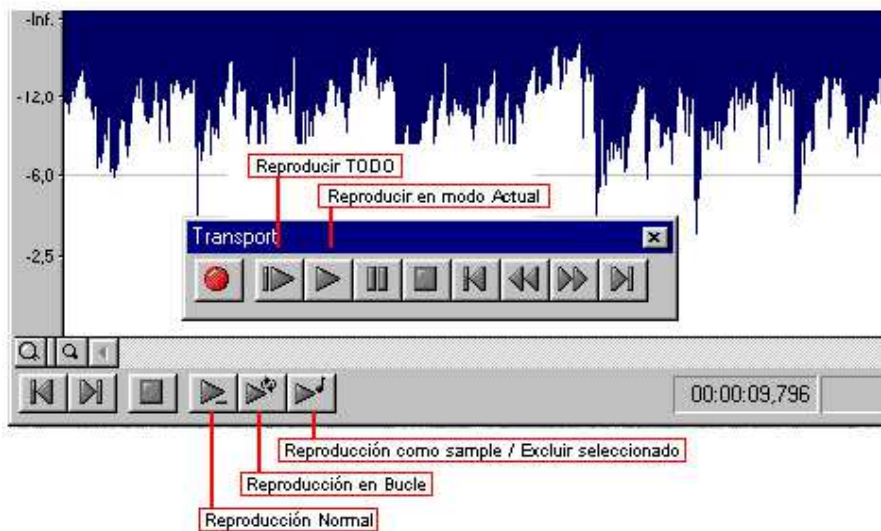 -Inf.
-12,0
Reproducir TODO
-6,0
Reproducir en modo Actual
Transport
-2,5
00:00:09,796
Reproducción como sample / Excluir seleccionado
Reproducción en Bucle
Reproducción Normal